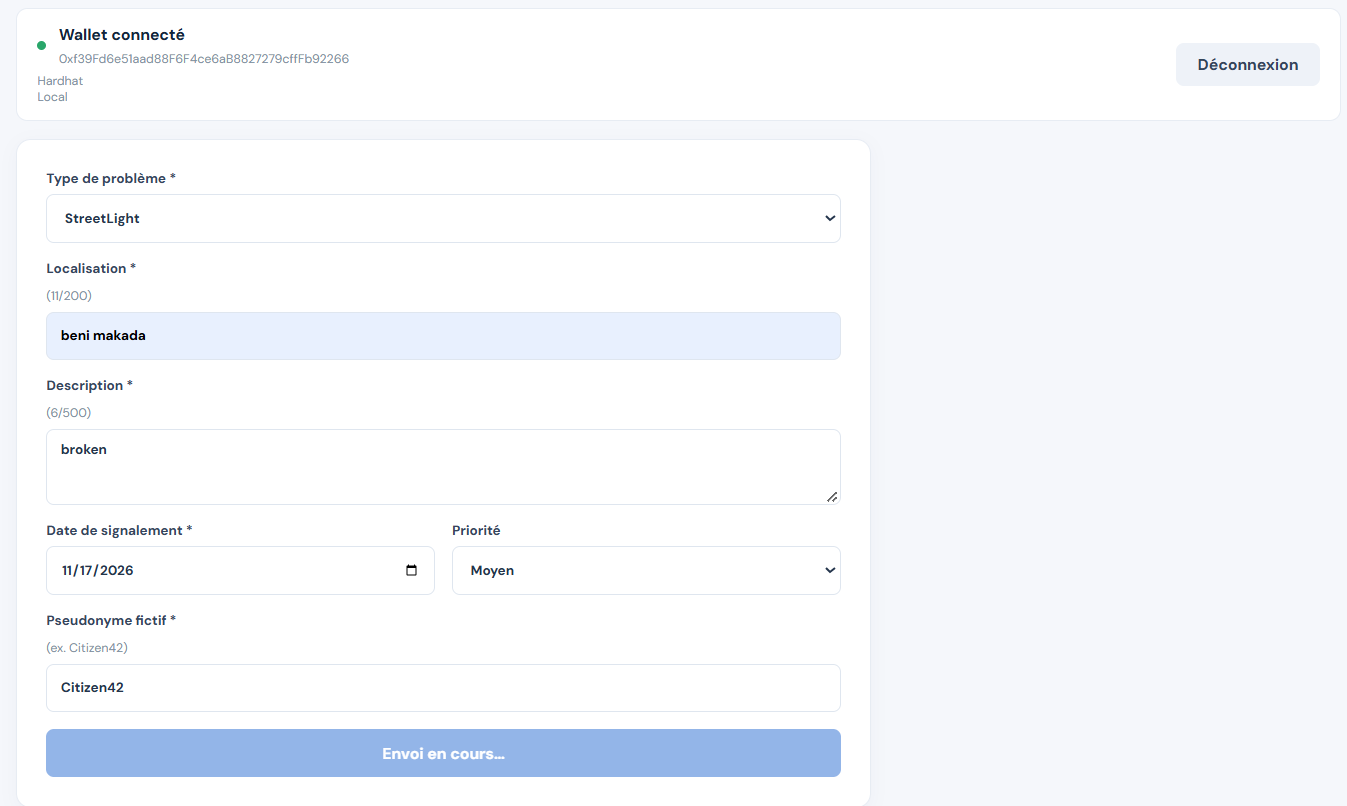 Wallet connecté
0xf39Fd6e51aad88F6F4ce6aB8827279cffFb92266
Hardhat
Local
Déconnexion
Type de problème *
StreetLight
Localisation *
(11/200)
beni makada
Description *
(6/500)
broken
Date de signalement *
Priorité
11/17/2026
Moyen
Pseudonyme fictif *
(ex. Citizen42)
Citizen42
Envoi en cours...